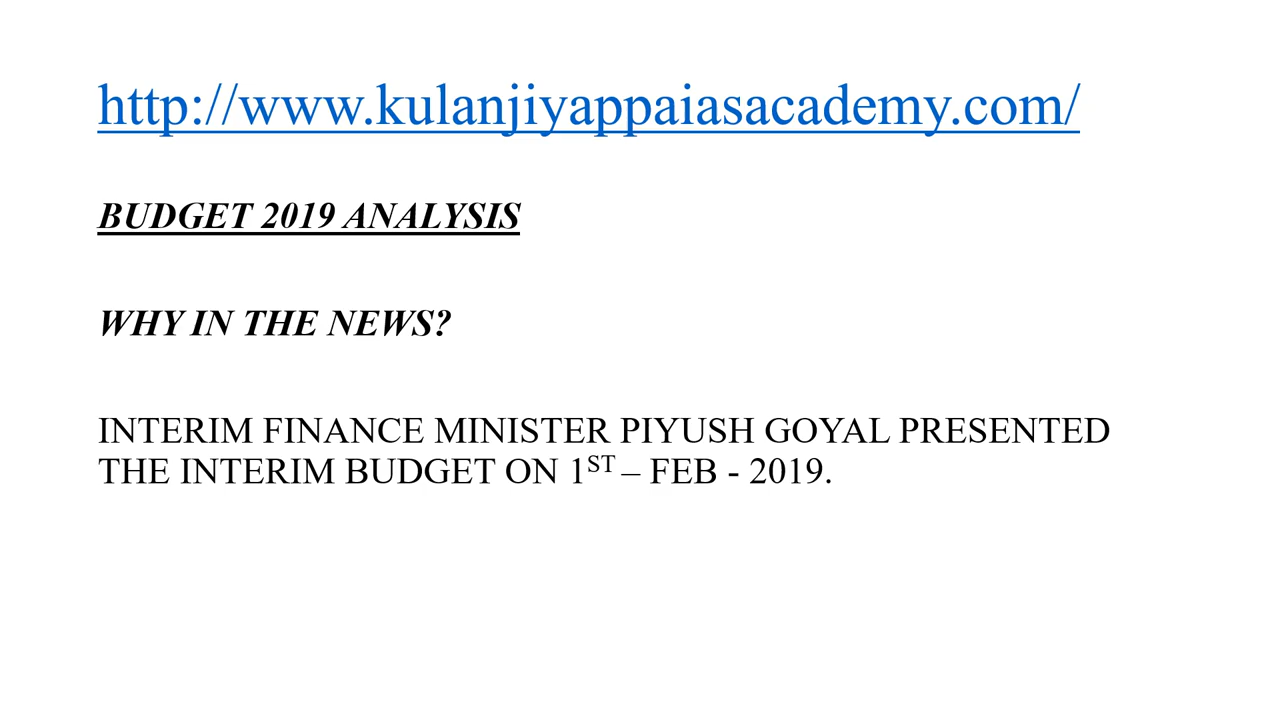 http://www.kulanjiyappaiasacademy.com/
BUDGET 2019 ANALYSIS
WHY IN THE NEWS?
INTERIM FINANCE MINISTER PIYUSH GOYAL PRESENTED
THE INTERIM BUDGET ON 1ST – FEB - 2019.